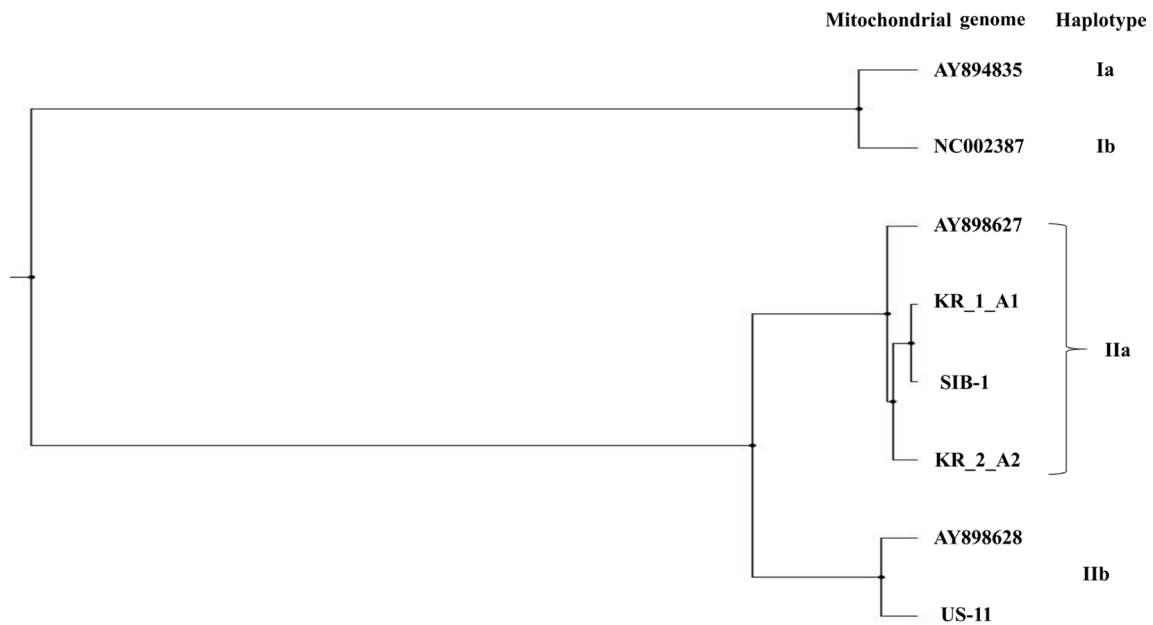 Mitochondrial genome Haplotype
AY894835 Ia
NC002387 Ib
AY898627
KR_1_A1
IIa
SIB-1
KR_2_A2
AY898628
IIb
US-11